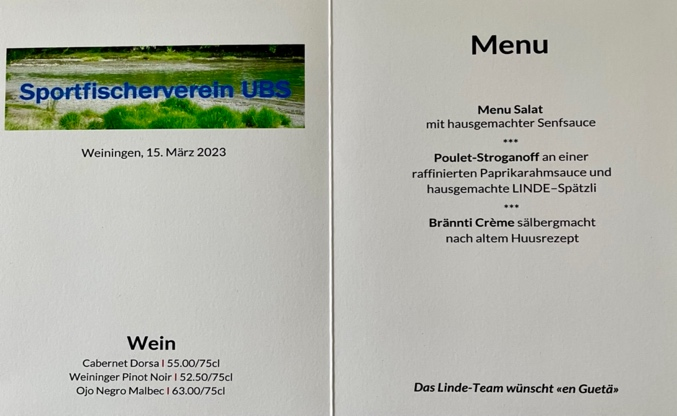 Sportfischerverein UBS
Weiningen, 15. März 2023
Wein
Cabernet Dorsa I 55.00/75cl
Weininger Pinot Noir I 52.50/75cl
Ojo Negro Malbec I 63.00/75cl
Menu
Menu Salat
mit hausgemachter Senfsauce
***
Poulet-Stroganoff an einer
raffinierten Paprikarahmsauce und
hausgemachte LINDE–Spätzli
***
Brännti Crème sälbergmacht
nach altem Huusrezept
Das Linde-Team wünscht «en Guetä»